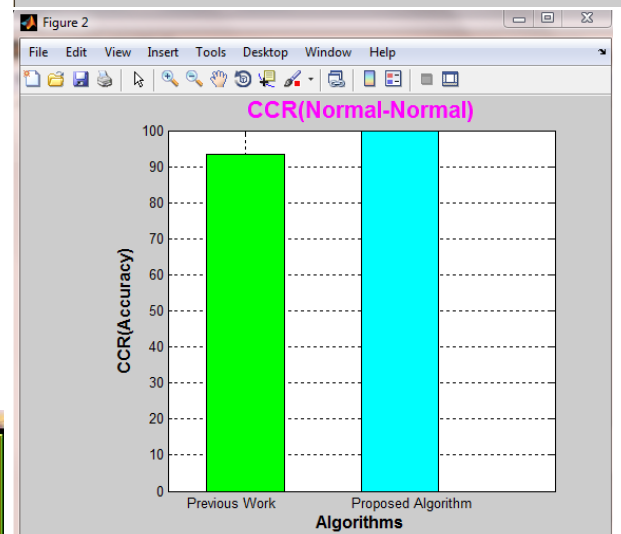 Figure 2
File Edit View Insert Tools Desktop Window Help
CCR(Normal-Normal)
100
90
80
70
60
50
40
30
20
10
0
CCR(Accuracy)
Previous Work Proposed Algorithm
Algorithms